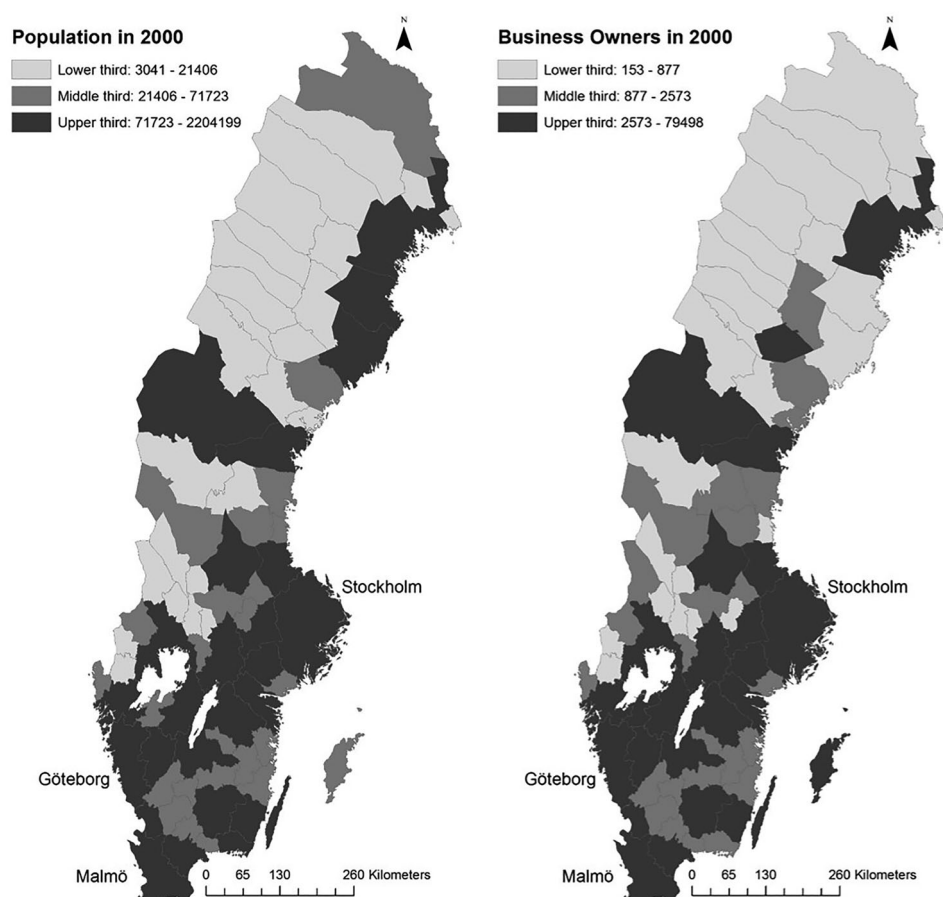 Population in 2000
Lower third: 3041 - 21406
Middle third: 21406 - 71723
Upper third: 71723 - 2204199
N
Stockholm
Göteborg
Malmö
0 65 130 260 Kilometers
Business Owners in 2000
Lower third: 153 - 877
Middle third: 877 - 2573
Upper third: 2573 - 79498
N
Stockholm
Göteborg
Malmö
0 65 130 260 Kilometers